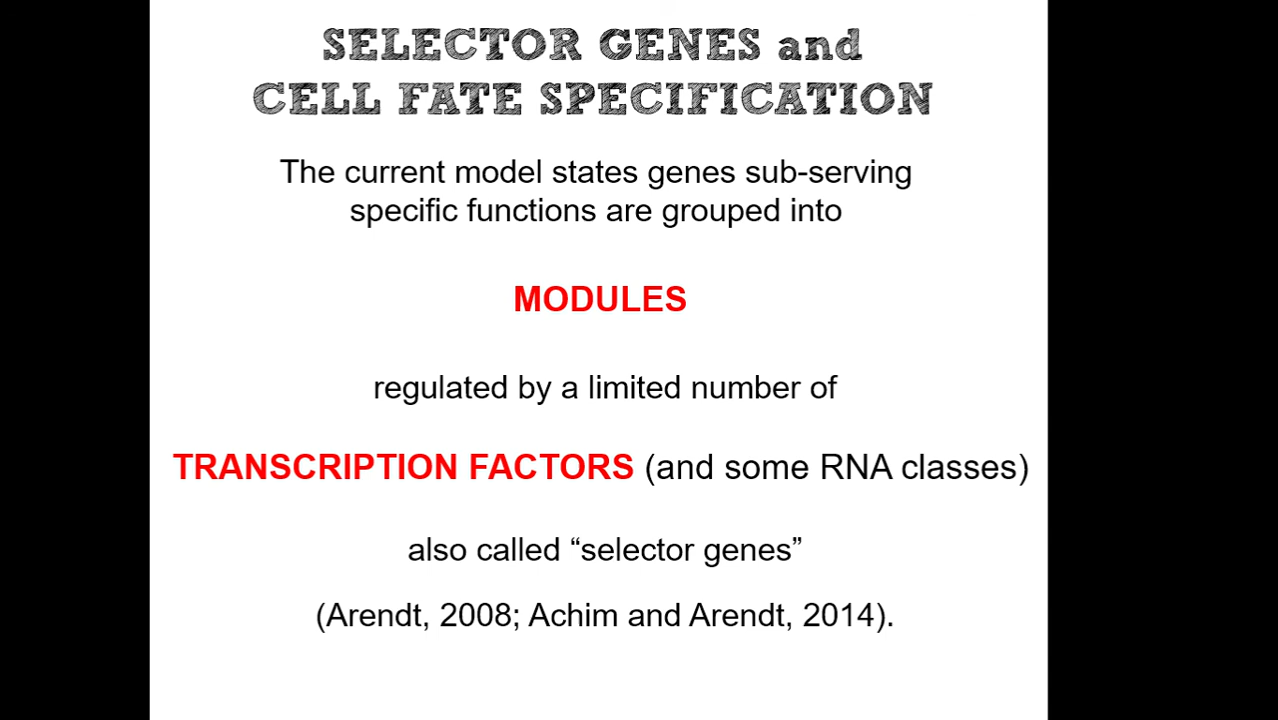 SELECTOR GENES and
CELL FATE SPECIFICATION
The current model states genes sub-serving
specific functions are grouped into
MODULES
regulated by a limited number of
TRANSCRIPTION FACTORS (and some RNA classes)
also called “selector genes”
(Arendt, 2008; Achim and Arendt, 2014).